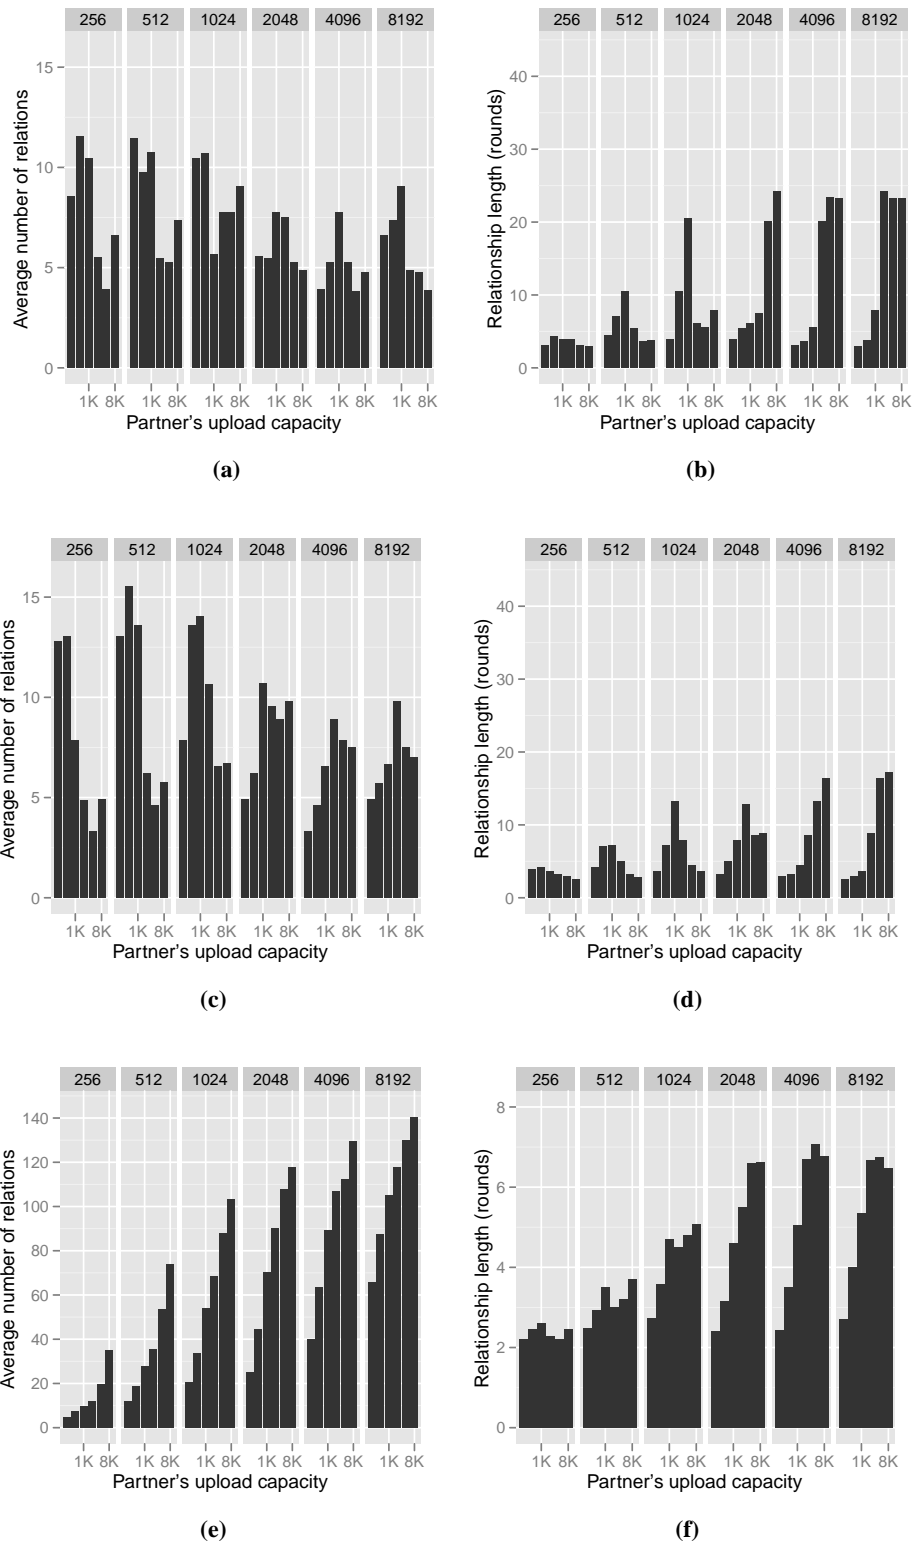 256 512 1024 2048 4096 8192
15
10
5
0
Average number of relations
1K 8K 1K 8K 1K 8K 1K 8K 1K 8K 1K 8K
Partner's upload capacity
(a)
256 512 1024 2048 4096 8192
40
30
20
10
0
Relationship length (rounds)
1K 8K 1K 8K 1K 8K 1K 8K 1K 8K 1K 8K
Partner's upload capacity
(b)
256 512 1024 2048 4096 8192
15
10
5
0
Average number of relations
1K 8K 1K 8K 1K 8K 1K 8K 1K 8K 1K 8K
Partner's upload capacity
(c)
256 512 1024 2048 4096 8192
40
30
20
10
0
Relationship length (rounds)
1K 8K 1K 8K 1K 8K 1K 8K 1K 8K 1K 8K
Partner's upload capacity
(d)
256 512 1024 2048 4096 8192
140
120
100
80
60
40
20
0
Average number of relations
1K 8K 1K 8K 1K 8K 1K 8K 1K 8K 1K 8K
Partner's upload capacity
(e)
256 512 1024 2048 4096 8192
8
6
4
2
0
Relationship length (rounds)
1K 8K 1K 8K 1K 8K 1K 8K 1K 8K 1K 8K
Partner's upload capacity
(f)